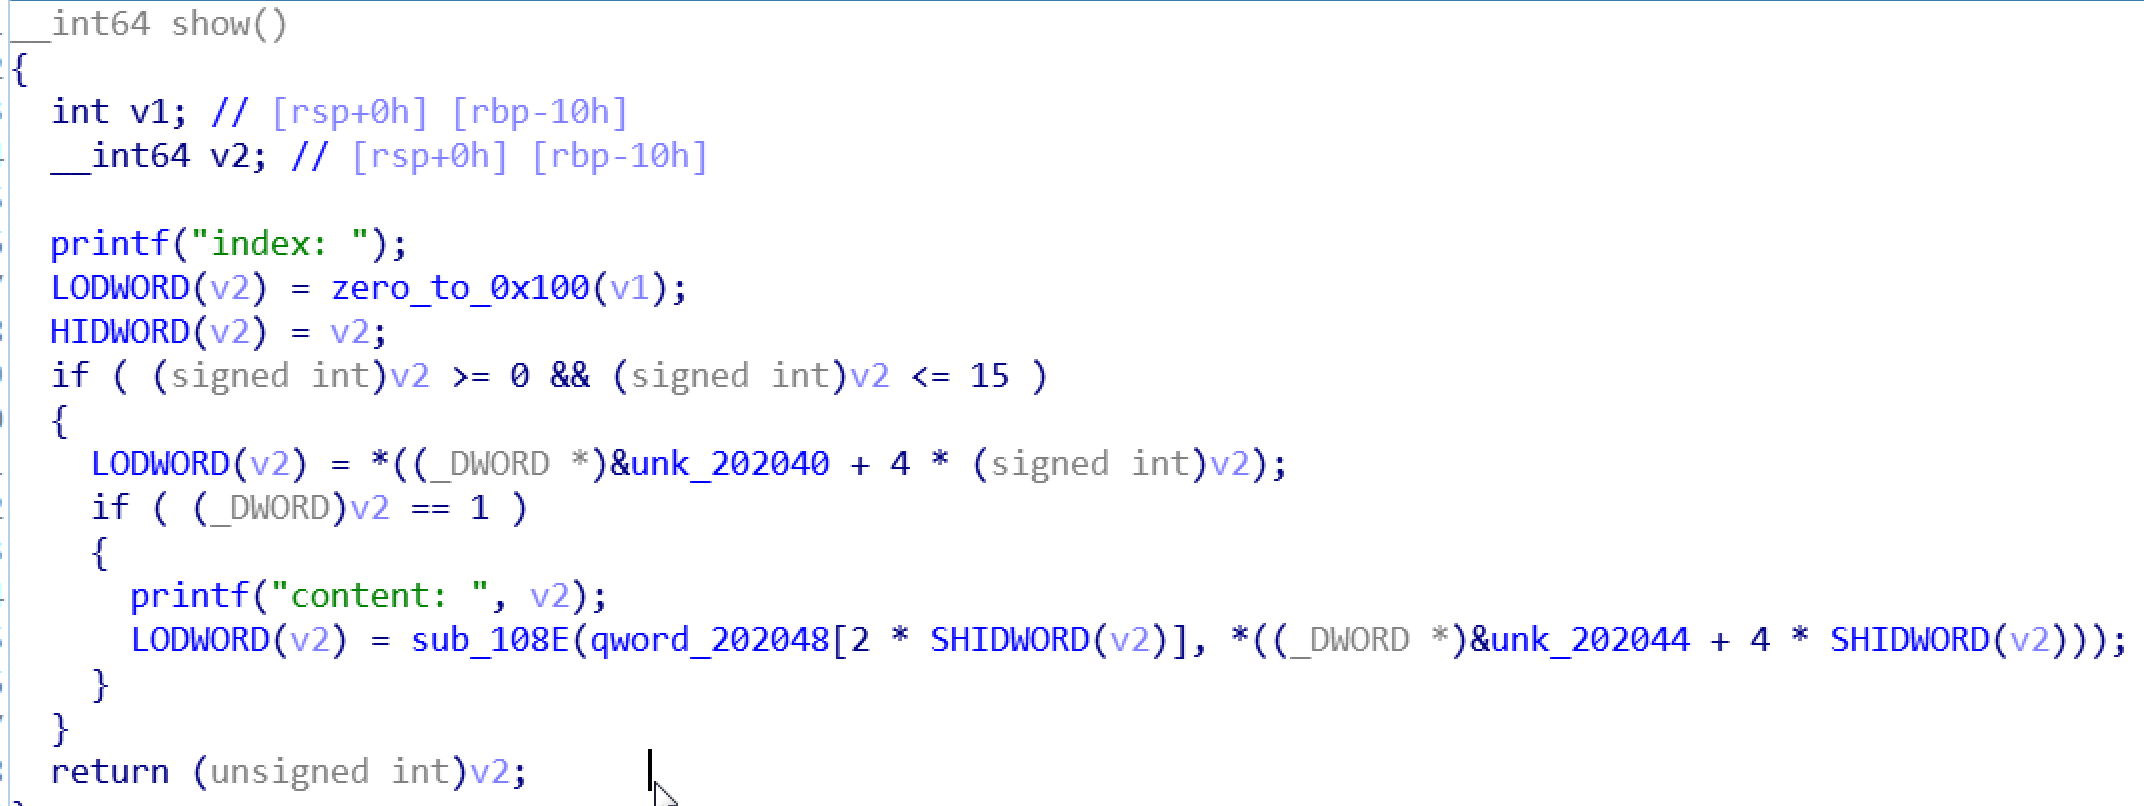 __int64 show()
{
  int v1; // [rsp+0h] [rbp-10h]
  __int64 v2; // [rsp+0h] [rbp-10h]

  printf("index: ");
  LODWORD(v2) = zero_to_0x100(v1);
  HIDWORD(v2) = v2;
  if ( (signed int)v2 >= 0 && (signed int)v2 <= 15 )
  {
    LODWORD(v2) = *((_DWORD *)&unk_202040 + 4 * (signed int)v2);
    if ( (_DWORD)v2 == 1 )
    {
      printf("content: ", v2);
      LODWORD(v2) = sub_108E(qword_202048[2 * SHIDWORD(v2)], *((_DWORD *)&unk_202044 + 4 * SHIDWORD(v2)));
    }
  }
  return (unsigned int)v2;